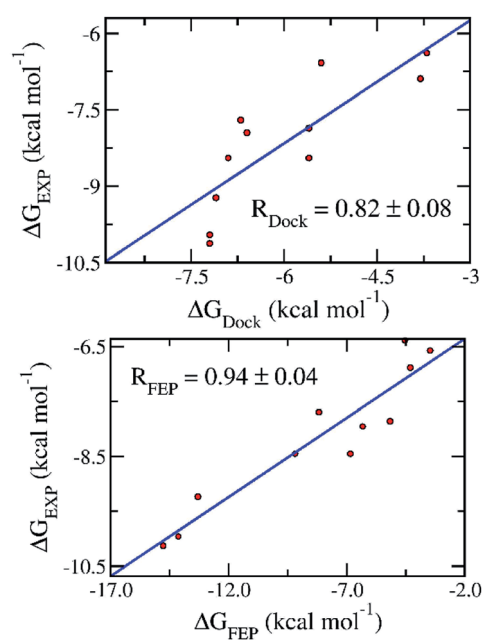 -6
-7.5
-9
-10.5
ΔG_EXP (kcal mol⁻¹)
R_Dock = 0.82 ± 0.08
-7.5 -6 -4.5 -3
ΔG_Dock (kcal mol⁻¹)
-6.5
-8.5
-10.5
ΔG_EXP (kcal mol⁻¹)
R_FEP = 0.94 ± 0.04
-17.0 -12.0 -7.0 -2.0
ΔG_FEP (kcal mol⁻¹)